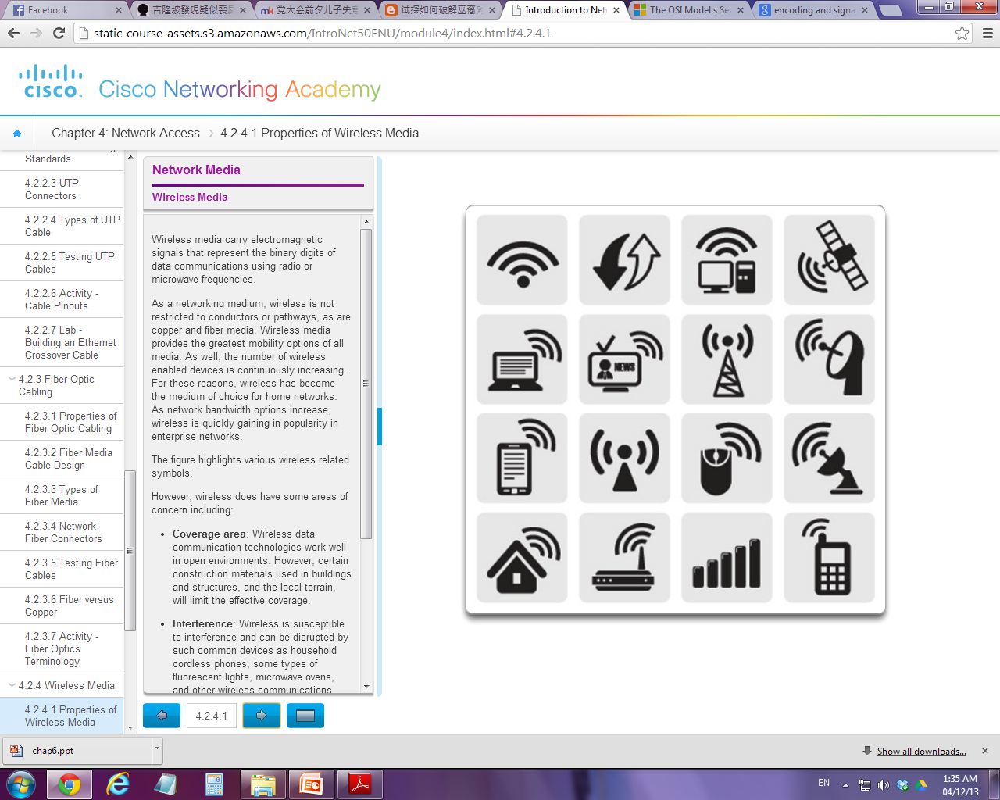 Facebook
吉隆坡發現疑似喪屍
党大会前夕儿子失意
试探如何破解巫裔对
Introduction to Net
The OSI Model's Se
encoding and signa
static-course-assets.s3.amazonaws.com/IntroNet50ENU/module4/index.html#4.2.4.1
CISCO. Cisco Networking Academy
Chapter 4: Network Access
4.2.4.1 Properties of Wireless Media
Standards
4.2.2.3 UTP
Connectors
4.2.2.4 Types of UTP
Cable
4.2.2.5 Testing UTP
Cables
4.2.2.6 Activity -
Cable Pinouts
4.2.2.7 Lab -
Building an Ethernet
Crossover Cable
4.2.3 Fiber Optic
Cabling
4.2.3.1 Properties of
Fiber Optic Cabling
4.2.3.2 Fiber Media
Cable Design
4.2.3.3 Types of
Fiber Media
4.2.3.4 Network
Fiber Connectors
4.2.3.5 Testing Fiber
Cables
4.2.3.6 Fiber versus
Copper
4.2.3.7 Activity -
Fiber Optics
Terminology
4.2.4 Wireless Media
4.2.4.1 Properties of
Wireless Media
Network Media
Wireless Media
Wireless media carry electromagnetic
signals that represent the binary digits of
data communications using radio or
microwave frequencies.
As a networking medium, wireless is not
restricted to conductors or pathways, as are
copper and fiber media. Wireless media
provides the greatest mobility options of all
media. As well, the number of wireless
enabled devices is continuously increasing.
For these reasons, wireless has become
the medium of choice for home networks.
As network bandwidth options increase,
wireless is quickly gaining in popularity in
enterprise networks.
The figure highlights various wireless related
symbols.
However, wireless does have some areas of
concern including:
• Coverage area: Wireless data
communication technologies work well
in open environments. However, certain
construction materials used in buildings
and structures, and the local terrain,
will limit the effective coverage.
• Interference: Wireless is susceptible
to interference and can be disrupted by
such common devices as household
cordless phones, some types of
fluorescent lights, microwave ovens,
and other wireless communications.
4.2.4.1
NEWS
chap6.ppt
Show all downloads...
EN
1:35 AM
04/12/13